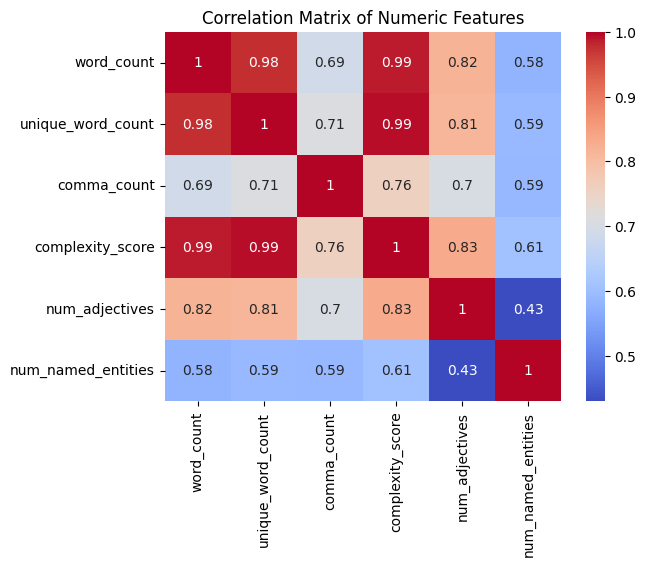 Correlation Matrix of Numeric Features
word_count 1 0.98 0.69 0.99 0.82 0.58
unique_word_count 0.98 1 0.71 0.99 0.81 0.59
comma_count 0.69 0.71 1 0.76 0.7 0.59
complexity_score 0.99 0.99 0.76 1 0.83 0.61
num_adjectives 0.82 0.81 0.7 0.83 1 0.43
num_named_entities 0.58 0.59 0.59 0.61 0.43 1
word_count
unique_word_count
comma_count
complexity_score
num_adjectives
num_named_entities
1.0
0.9
0.8
0.7
0.6
0.5